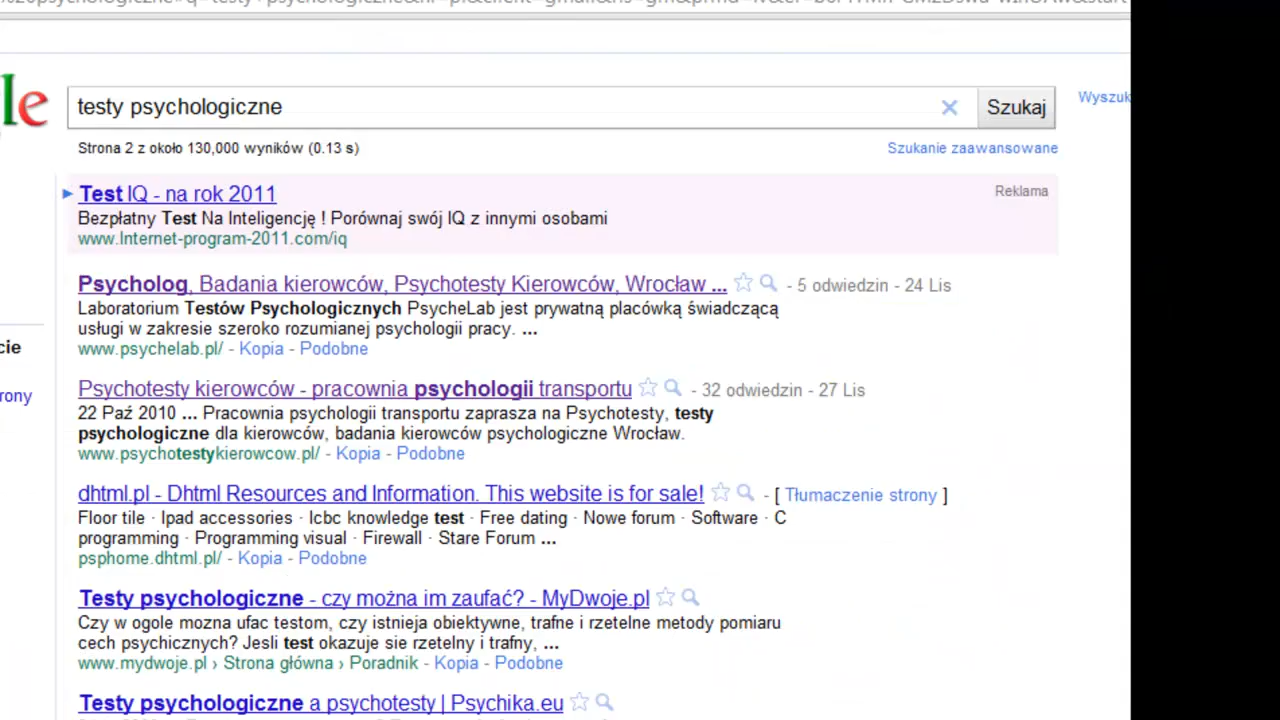 le
testy psychologiczne
Szukaj
Wyszuk
Strona 2 z około 130,000 wyników (0.13 s)
Szukanie zaawansowane
Test IQ - na rok 2011
Reklama
Bezpłatny Test Na Inteligencję ! Porównaj swój IQ z innymi osobami
www.Internet-program-2011.com/iq
Psycholog, Badania kierowców, Psychotesty Kierowców, Wrocław ... - 5 odwiedzin - 24 Lis
Laboratorium Testów Psychologicznych PsycheLab jest prywatną placówką świadczącą
usługi w zakresie szeroko rozumianej psychologii pracy. ...
www.psychelab.pl/ - Kopia - Podobne
cie
Psychotesty kierowców - pracownia psychologii transportu - 32 odwiedzin - 27 Lis
rony
22 Paź 2010 ... Pracownia psychologii transportu zaprasza na Psychotesty, testy
psychologiczne dla kierowców, badania kierowców psychologiczne Wrocław.
www.psychotestykierowcow.pl/ - Kopia - Podobne
dhtml.pl - Dhtml Resources and Information. This website is for sale! - [ Tłumaczenie strony ]
Floor tile · Ipad accessories · Icbc knowledge test · Free dating · Nowe forum · Software · C
programming · Programming visual · Firewall · Stare Forum ...
psphome.dhtml.pl/ - Kopia - Podobne
Testy psychologiczne - czy można im zaufać? - MyDwoje.pl
Czy w ogole mozna ufac testom, czy istnieja obiektywne, trafne i rzetelne metody pomiaru
cech psychicznych? Jesli test okazuje sie rzetelny i trafny, ...
www.mydwoje.pl › Strona główna › Poradnik - Kopia - Podobne
Testy psychologiczne a psychotesty | Psychika.eu